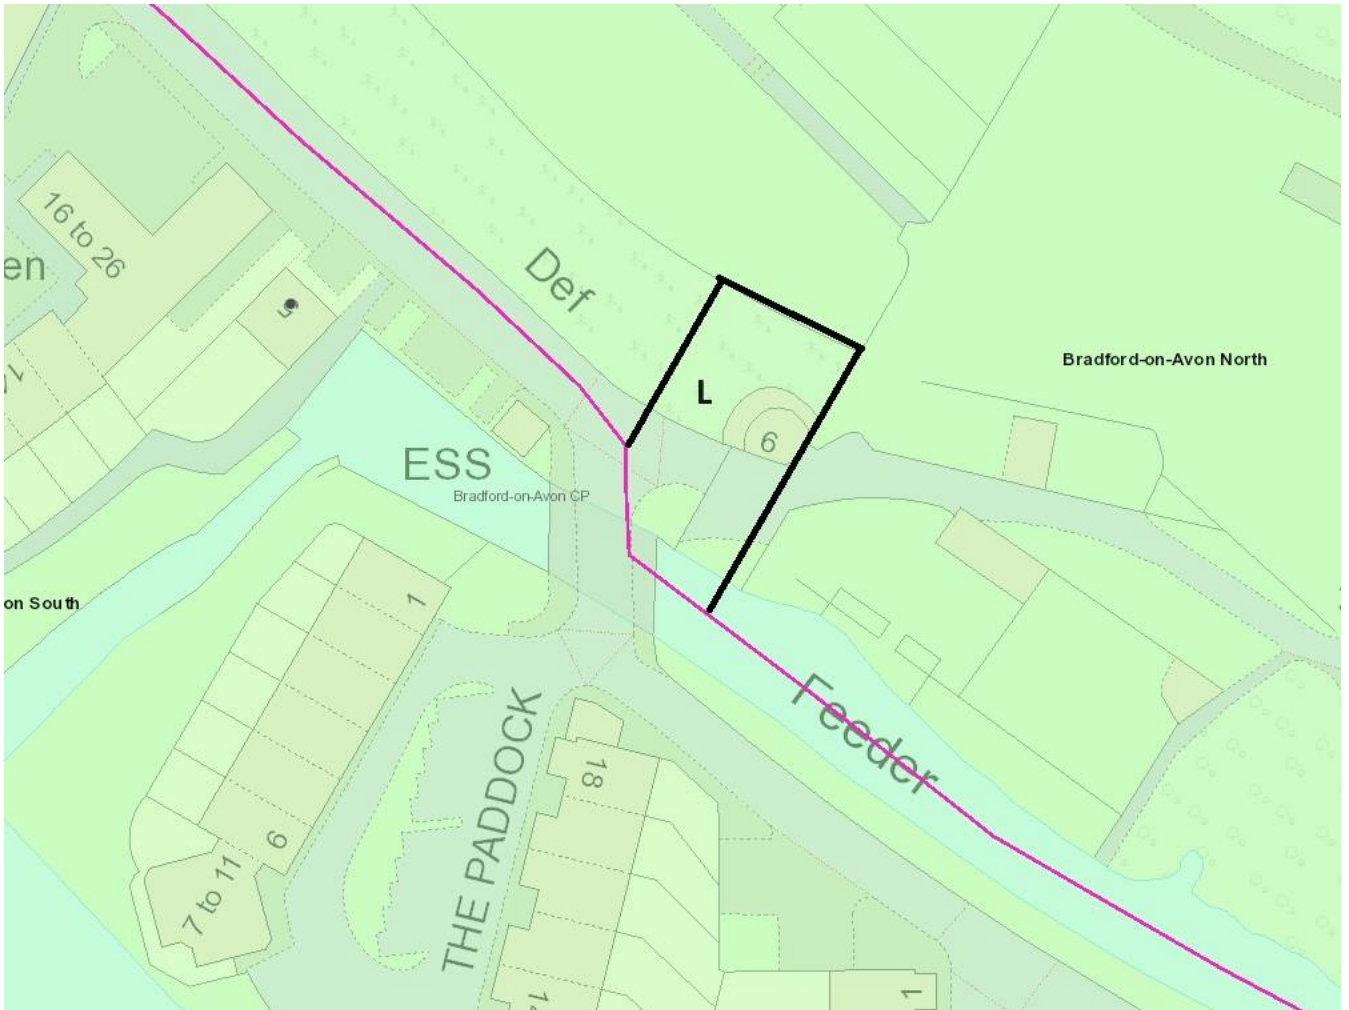 16 to 26
en
5
Def
L
Bradford-on-Avon North
6
ESS
Bradford-on-Avon CP
on South
1
Feeder
THE PADDOCK
18
6
7 to 11
1